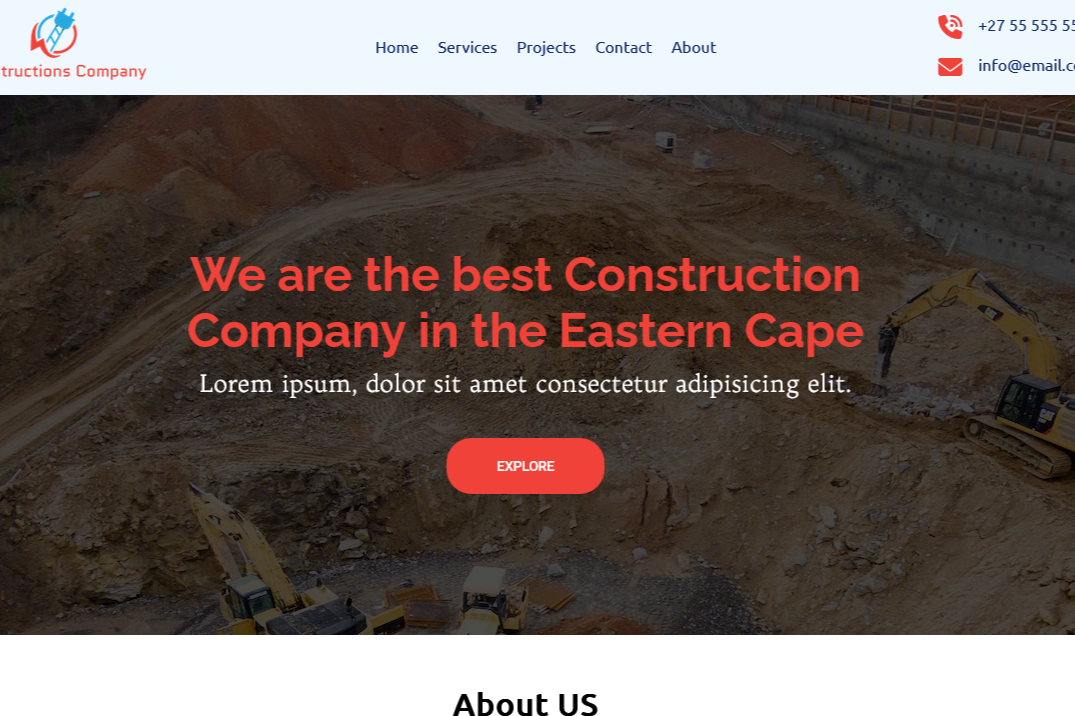 tructions Company
Home Services Projects Contact About
+27 55 555 55
info@email.c
We are the best Construction
Company in the Eastern Cape
Lorem ipsum, dolor sit amet consectetur adipisicing elit.
EXPLORE
About US